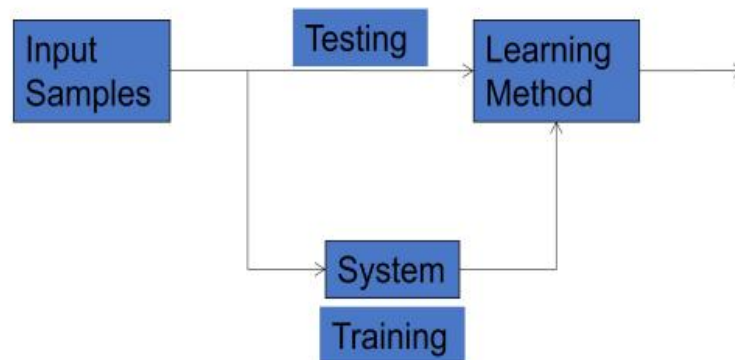 Input
Samples
Testing
Learning
Method
System
Training